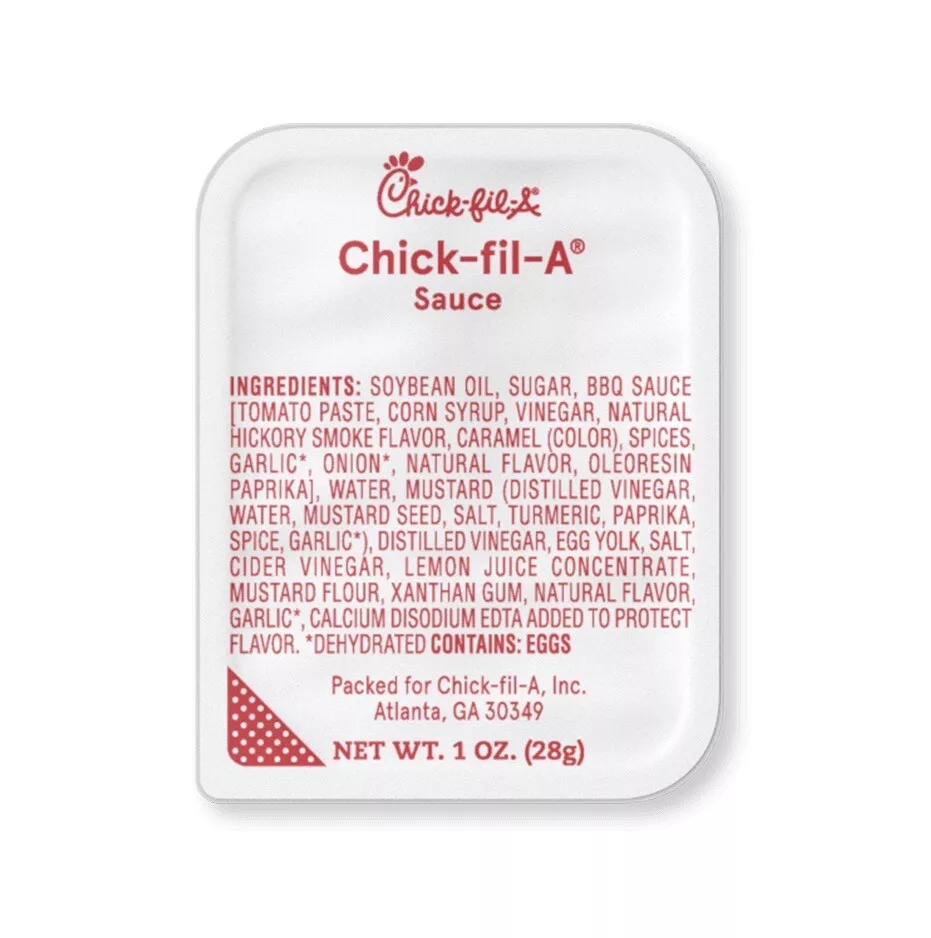 Chick-fil-A®
Chick-fil-A®
Sauce
INGREDIENTS: SOYBEAN OIL, SUGAR, BBQ SAUCE
[TOMATO PASTE, CORN SYRUP, VINEGAR, NATURAL
HICKORY SMOKE FLAVOR, CARAMEL (COLOR), SPICES,
GARLIC*, ONION*, NATURAL FLAVOR, OLEORESIN
PAPRIKA], WATER, MUSTARD (DISTILLED VINEGAR,
WATER, MUSTARD SEED, SALT, TURMERIC, PAPRIKA,
SPICE, GARLIC*), DISTILLED VINEGAR, EGG YOLK, SALT,
CIDER VINEGAR, LEMON JUICE CONCENTRATE,
MUSTARD FLOUR, XANTHAN GUM, NATURAL FLAVOR,
GARLIC*, CALCIUM DISODIUM EDTA ADDED TO PROTECT
FLAVOR. *DEHYDRATED CONTAINS: EGGS
Packed for Chick-fil-A, Inc.
Atlanta, GA 30349
NET WT. 1 OZ. (28g)